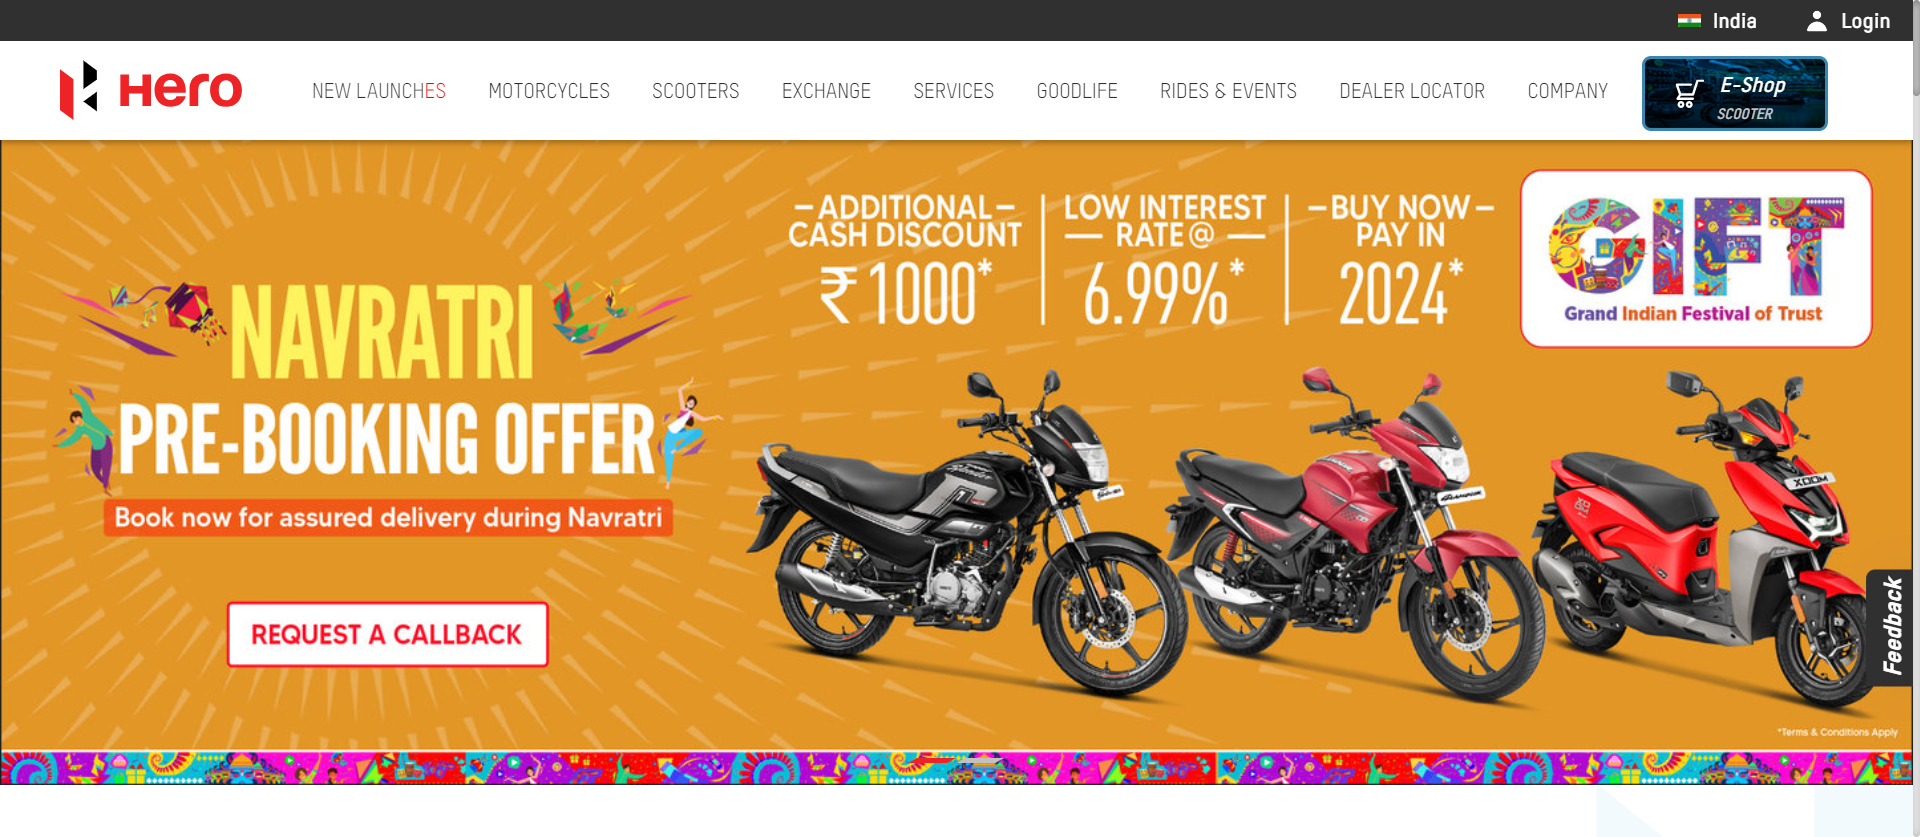 India
Login
Hero
NEW LAUNCHES
MOTORCYCLES
SCOOTERS
EXCHANGE
SERVICES
GOODLIFE
RIDES & EVENTS
DEALER LOCATOR
COMPANY
E-Shop
SCOOTER
NAVRATRI
PRE-BOOKING OFFER
Book now for assured delivery during Navratri
REQUEST A CALLBACK
ADDITIONAL
CASH DISCOUNT
₹ 1000*
LOW INTEREST
RATE @
6.99%*
BUY NOW
PAY IN
2024*
GIFT
Grand Indian Festival of Trust
GLAMOUR
XOOM
Feedback
*Terms & Conditions Apply